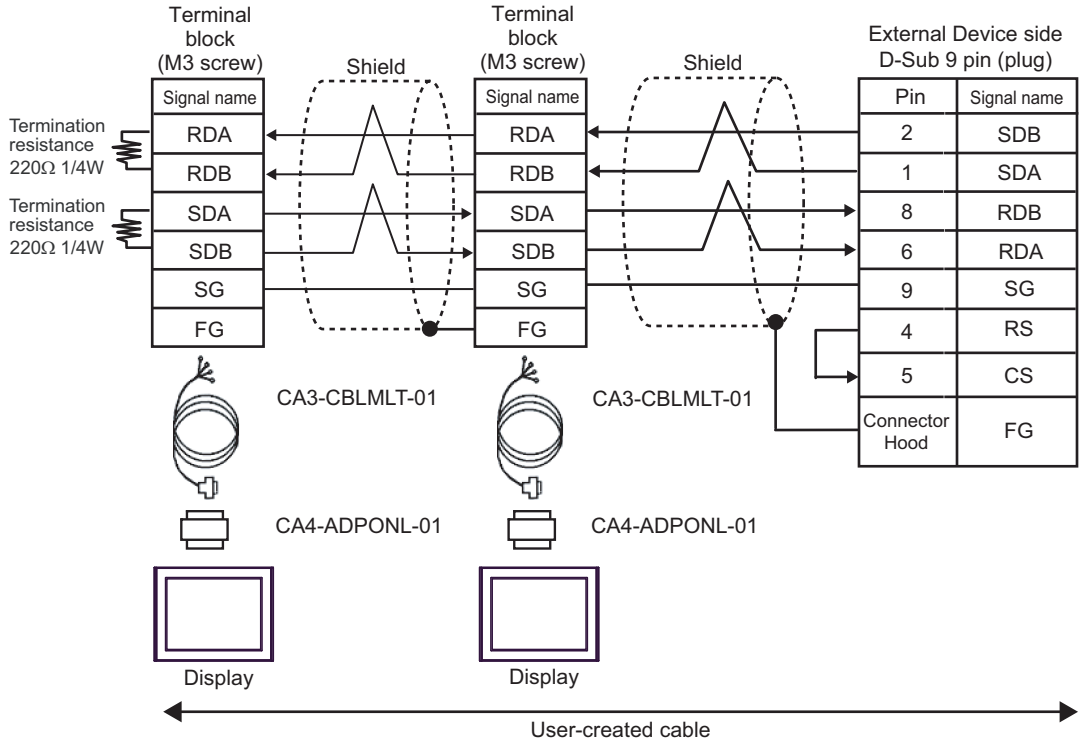 Terminal
block
(M3 screw)
Signal name
RDA
RDB
SDA
SDB
SG
FG
Termination
resistance
220Ω 1/4W
Termination
resistance
220Ω 1/4W
Shield
Terminal
block
(M3 screw)
Signal name
RDA
RDB
SDA
SDB
SG
FG
Shield
External Device side
D-Sub 9 pin (plug)
Pin Signal name
2 SDB
1 SDA
8 RDB
6 RDA
9 SG
4 RS
5 CS
Connector
Hood
FG
CA3-CBLMLT-01
CA3-CBLMLT-01
CA4-ADPONL-01
CA4-ADPONL-01
Display
Display
User-created cable